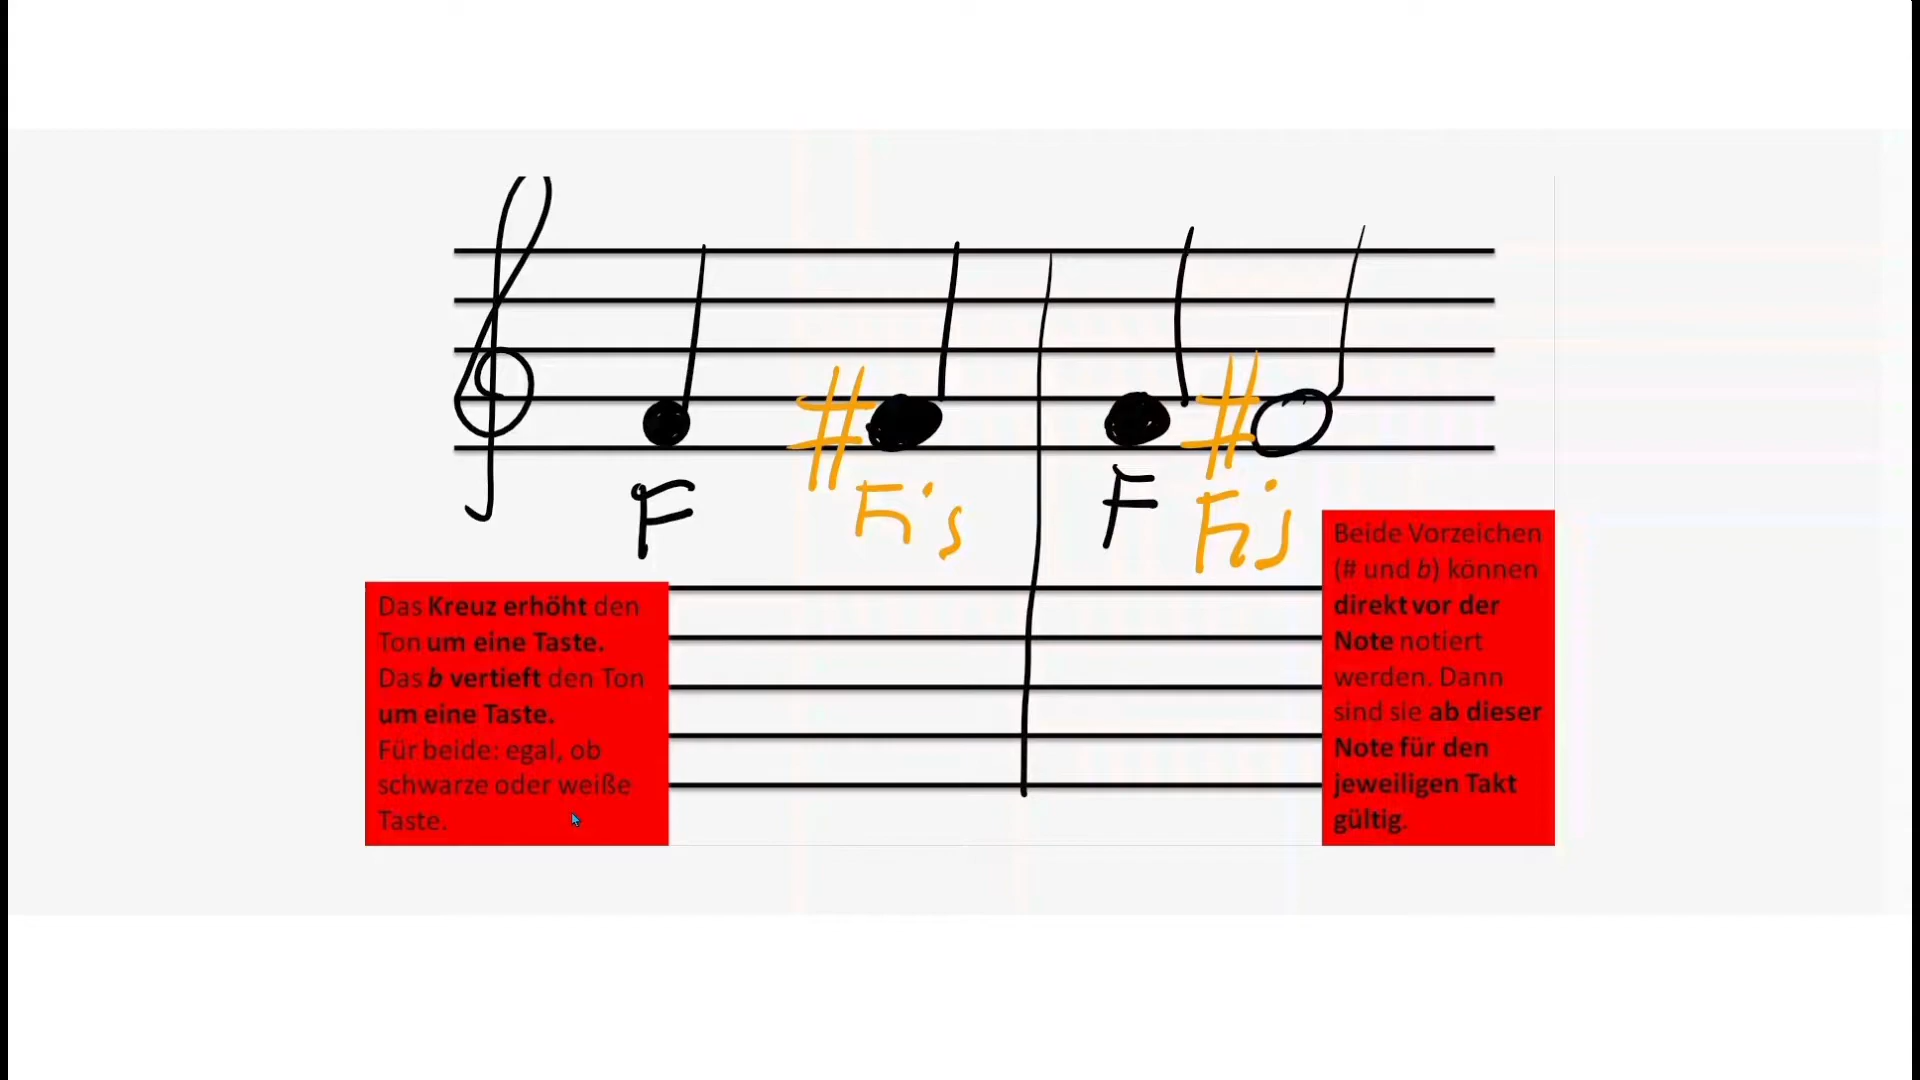 F
#
Fis
F
#
Fis
Das Kreuz erhöht den
Ton um eine Taste.
Das b vertieft den Ton
um eine Taste.
Für beide: egal, ob
schwarze oder weiße
Taste.
Beide Vorzeichen
(# und b) können
direkt vor der
Note notiert
werden. Dann
sind sie ab dieser
Note für den
jeweiligen Takt
gültig.